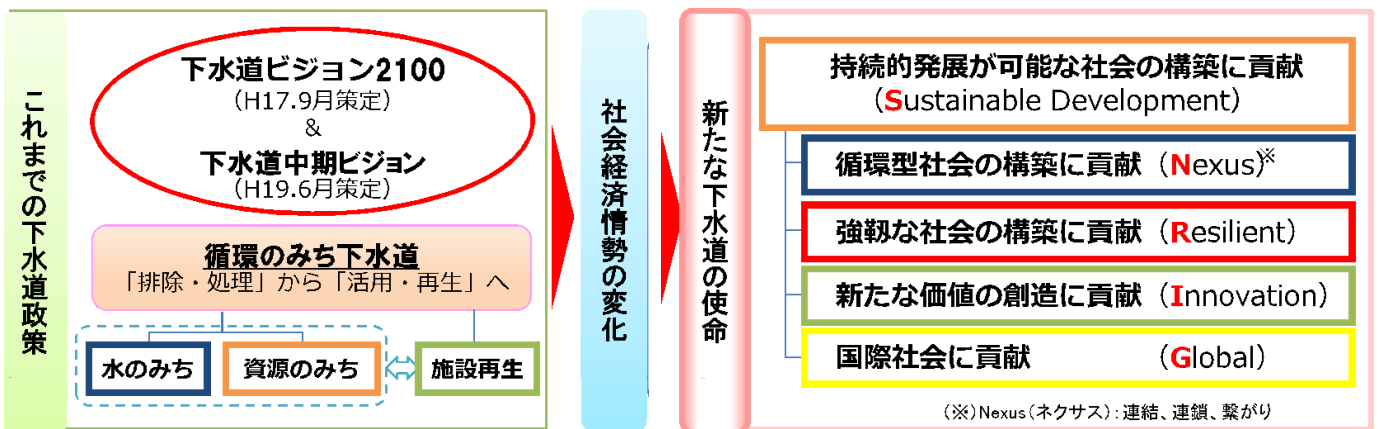 これまでの下水道政策
下水道ビジョン2100
（H17.9月策定）
&
下水道中期ビジョン
（H19.6月策定）
循環のみち下水道
「排除・処理」から「活用・再生」へ
水のみち
資源のみち
施設再生
社会経済情勢の変化
新たな下水道の使命
持続的発展が可能な社会の構築に貢献
（Sustainable Development）
循環型社会の構築に貢献（Nexus）※
強靱な社会の構築に貢献（Resilient）
新たな価値の創造に貢献（Innovation）
国際社会に貢献 （Global）
（※）Nexus（ネクサス）：連結、連鎖、繋がり